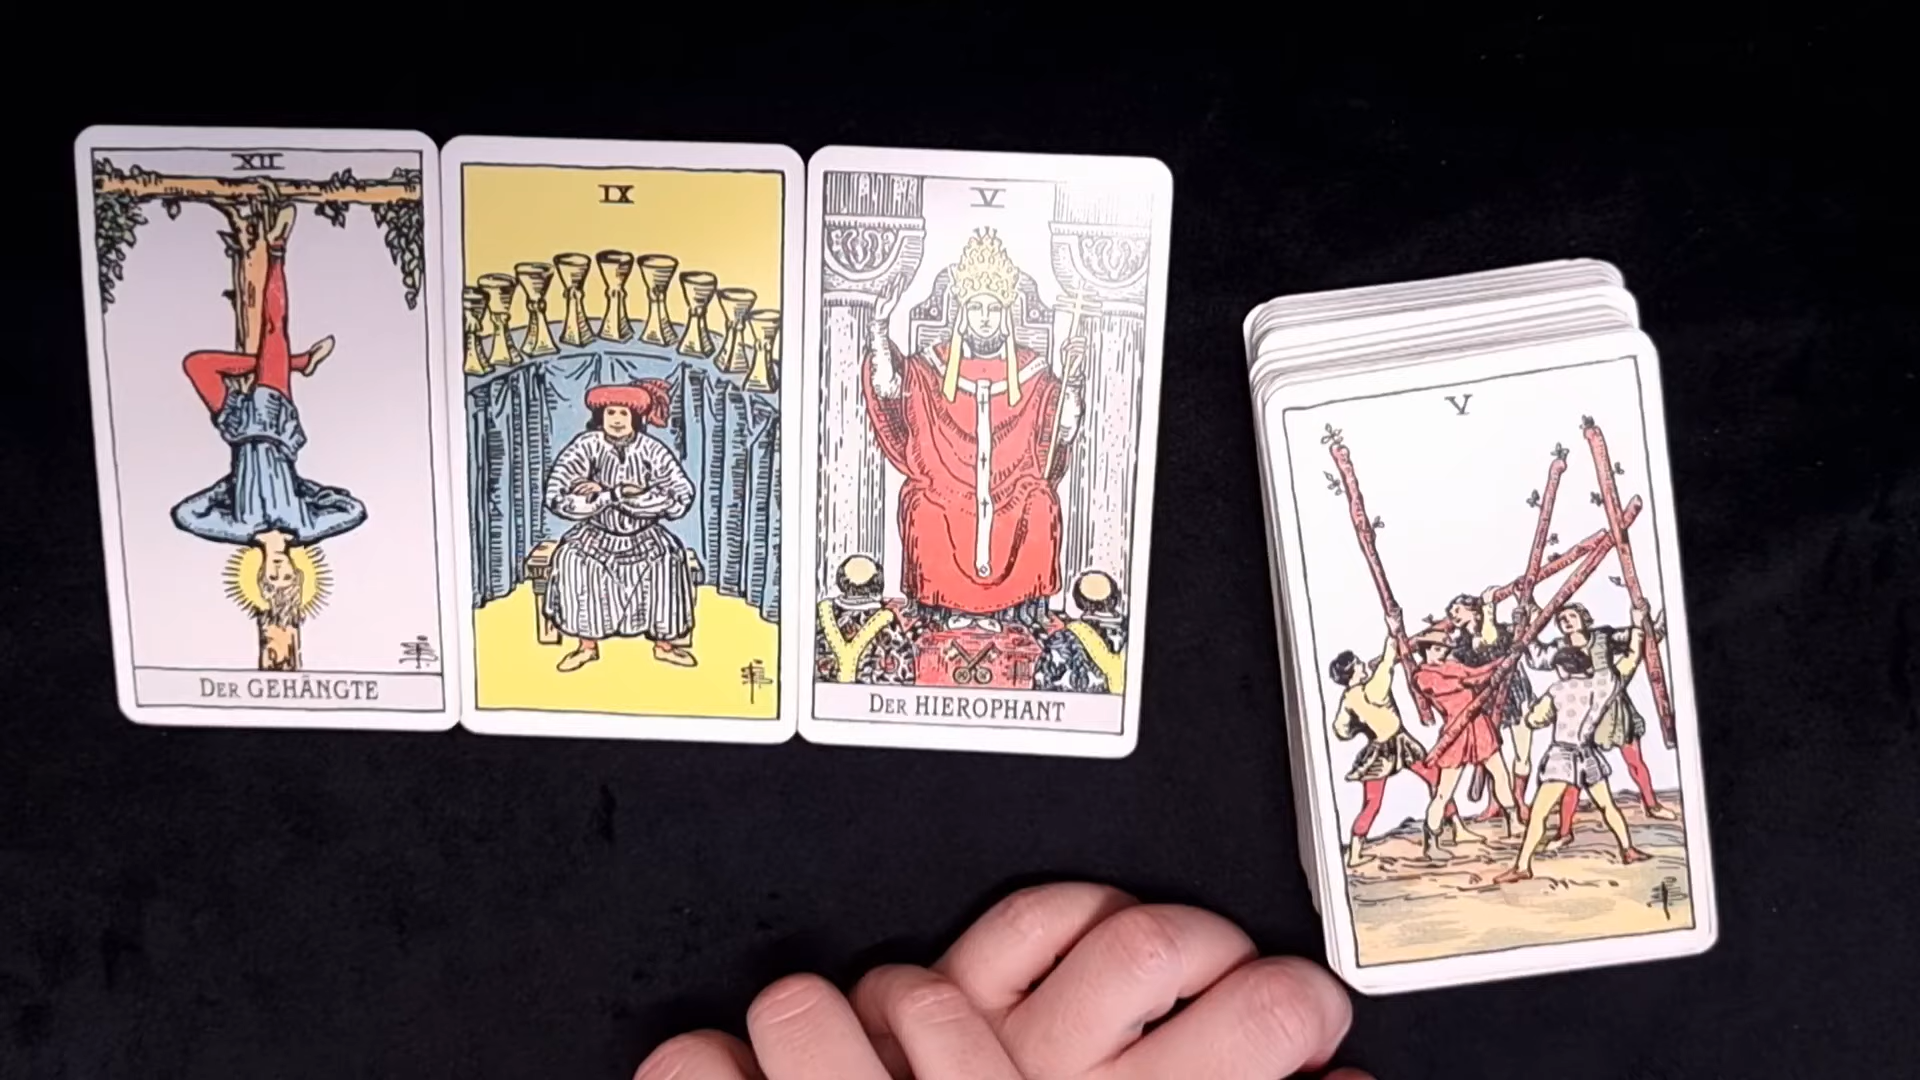 XII
DER GEHÄNGTE
IX
V
DER HIEROPHANT
V